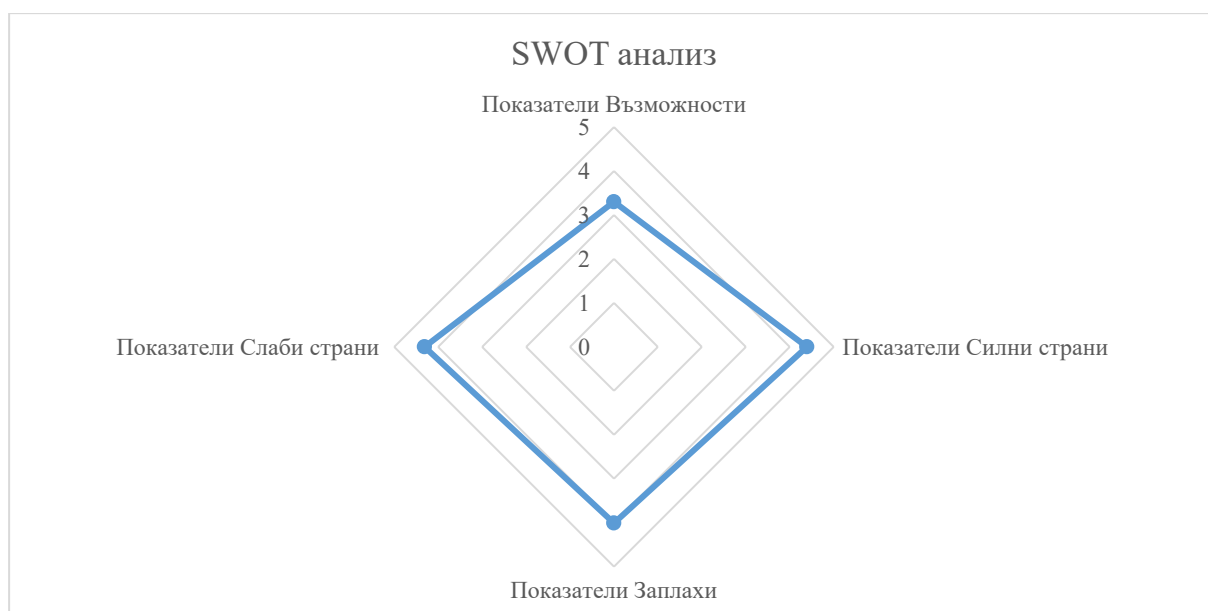 SWOT анализ
Показатели Възможности
5
4
3
2
1
0
Показатели Слаби страни
Показатели Силни страни
Показатели Заплахи